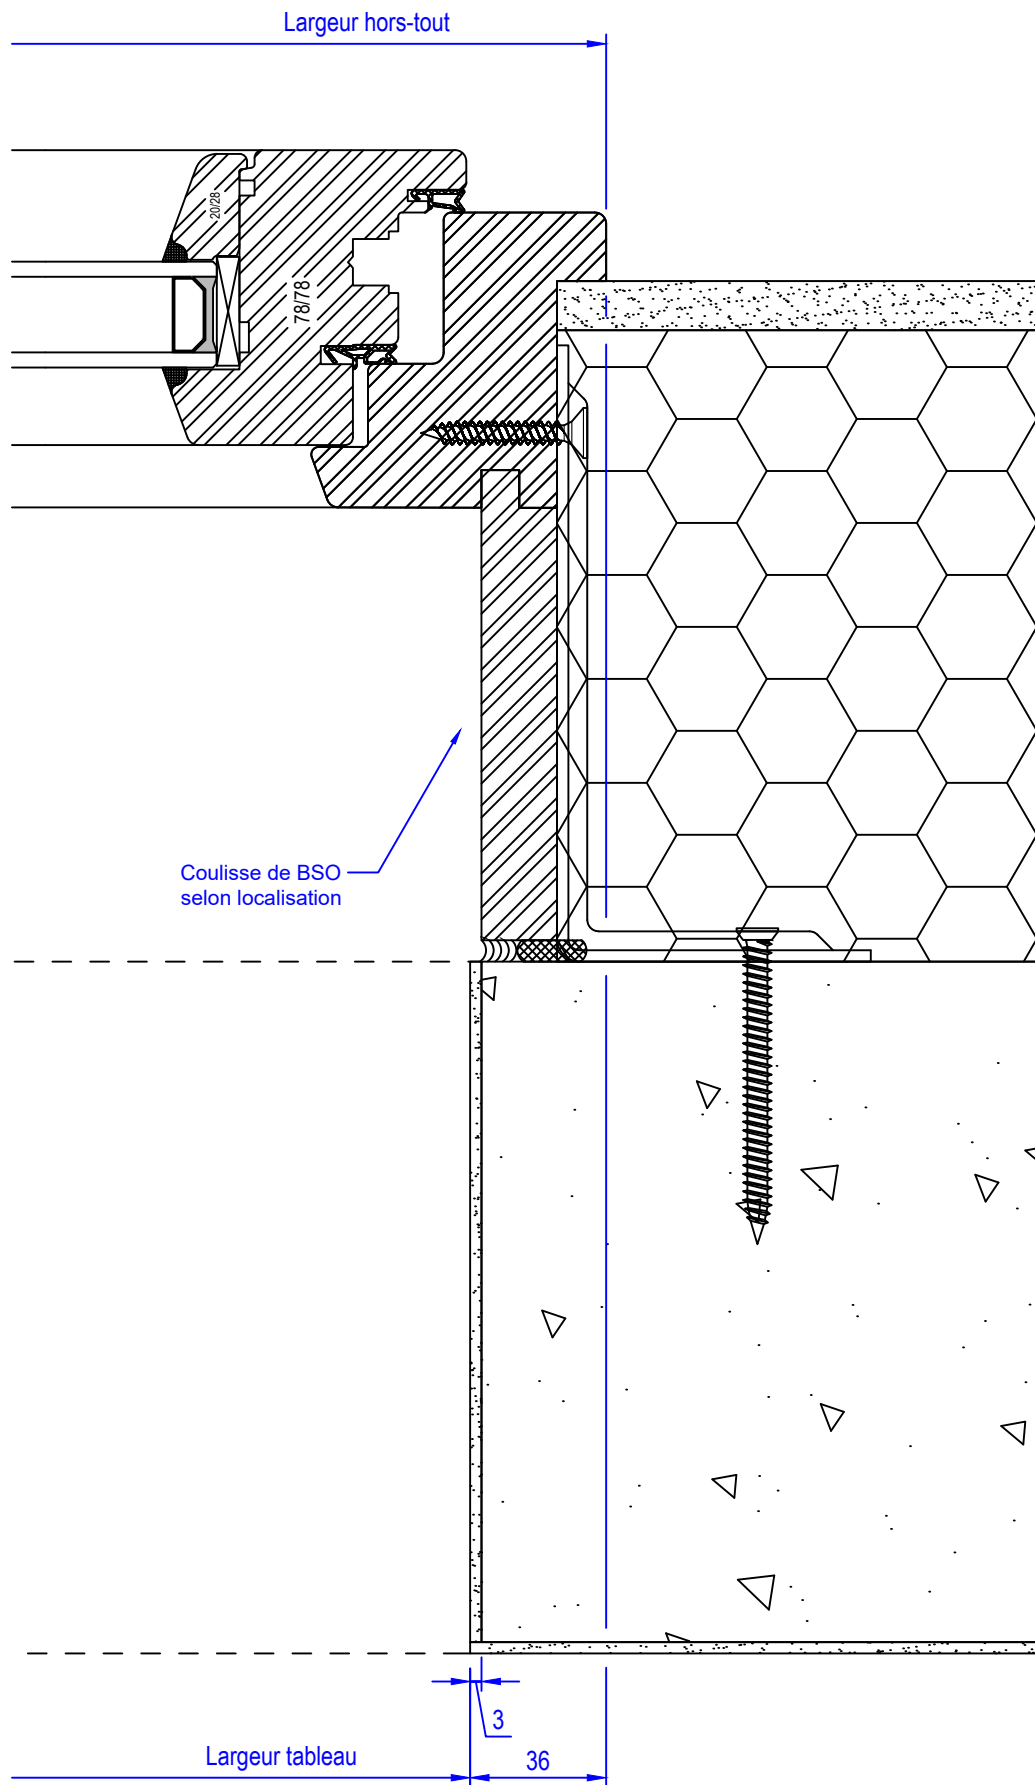 Largeur hors-tout
20/28
78/78
Coulisse de BSO
selon localisation
3
Largeur tableau
36